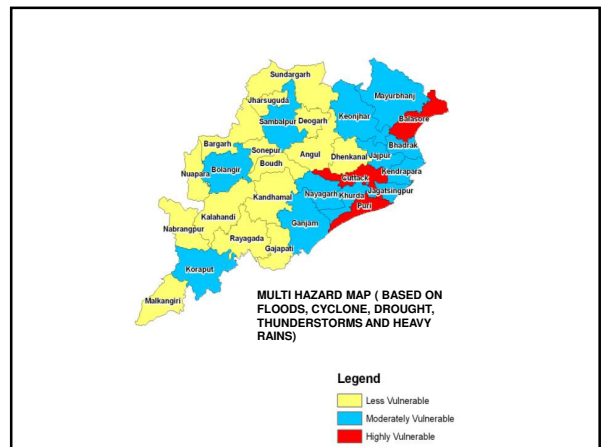 Sundargarh
Jharsuguda
Mayurbhanj
Sambalpur
Deogarh
Keonjhar
Balasore
Bargarh
Sonepur
Angul
Bhadrak
Nuapara
Bolangir
Boudh
Dhenkanal
Jajpur
Kendrapara
Cuttack
Kandhamal
Nayagarh
Khurda
Jagatsingpur
Kalahandi
Puri
Nabrangpur
Ganjam
Rayagada
Gajapati
Koraput
Malkangiri
MULTI HAZARD MAP ( BASED ON
FLOODS, CYCLONE, DROUGHT,
THUNDERSTORMS AND HEAVY
RAINS)
Legend
Less Vulnerable
Moderately Vulnerable
Highly Vulnerable